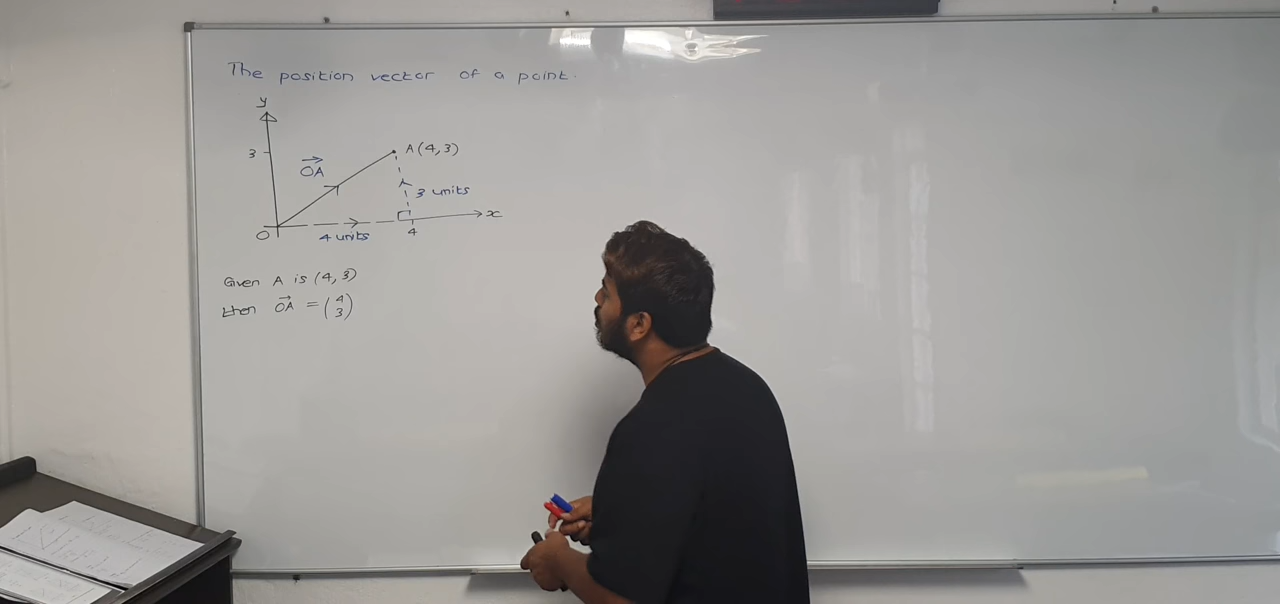 The position vector of a point.
y
3
OA
A(4,3)
3 units
O
4 units
4
x
Given A is (4,3)
then OA = (4
3)